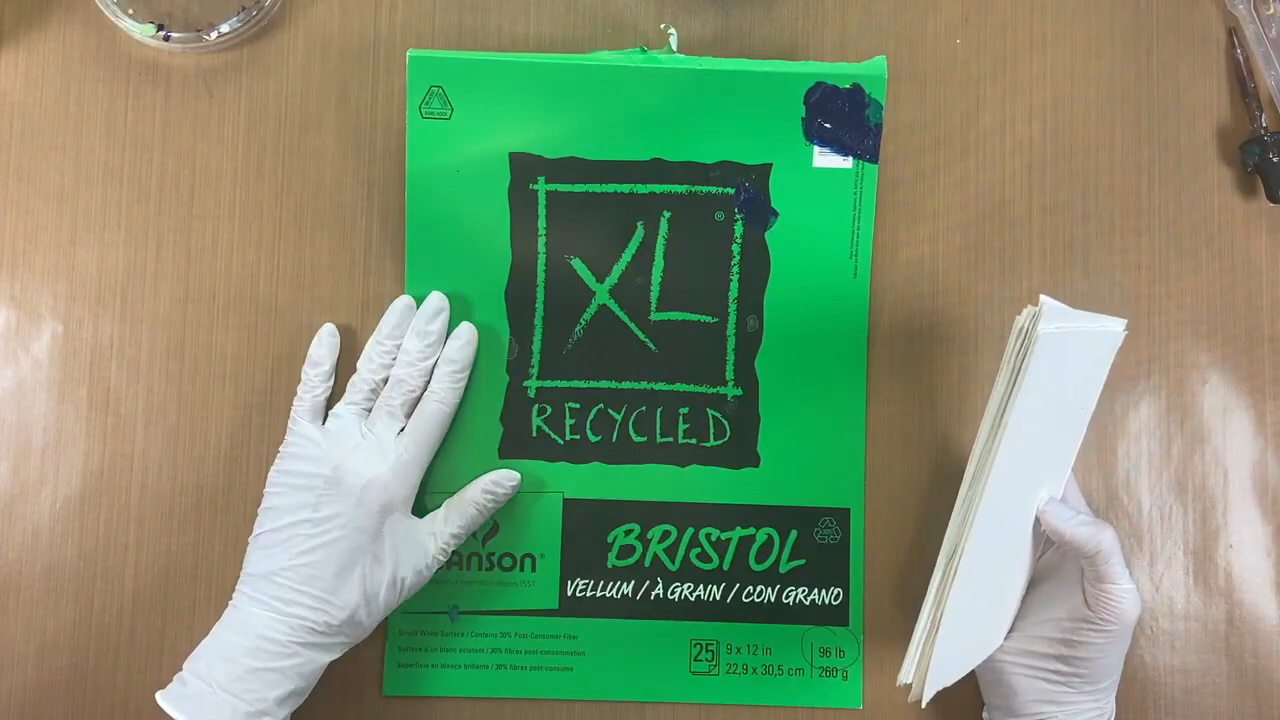 XL®
RECYCLED
ANSON®
BRISTOL
VELLUM / À GRAIN / CON GRANO
Bright White Surface / Contains 30% Post-Consumer Fiber
Surface d'un blanc éclatant / 30% fibres post-consommation
Superficie en blanco brillante / 30% fibres post-consumo
25
9 x 12 in
22,9 x 30,5 cm
96 lb
260 g